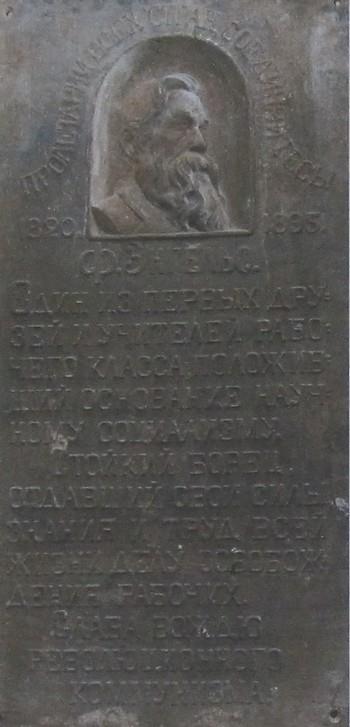 ПРОЛЕТАРИИ ВСЕХ СТРАН СОЕДИНЯЙТЕСЬ!
1820 1895
Ф. ЭНГЕЛЬС.
ОДИН ИЗ ПЕРВЫХ ДРУ-
ЗЕЙ И УЧИТЕЛЕЙ РАБО-
ЧЕГО КЛАССА, ПОЛОЖИВ-
ШИЙ ОСНОВАНИЕ НАУЧ-
НОМУ СОЦИАЛИЗМУ.
СТОЙКИЙ БОРЕЦ,
ОТДАВШИЙ СВОИ СИЛЫ,
ЗНАНИЯ И ТРУД ВСЕЙ
ЖИЗНИ ДЕЛУ ОСВОБОЖ-
ДЕНИЯ РАБОЧИХ.
СЛАВА ВОЖДЮ
РЕВОЛЮЦИОННОГО
КОММУНИЗМА.